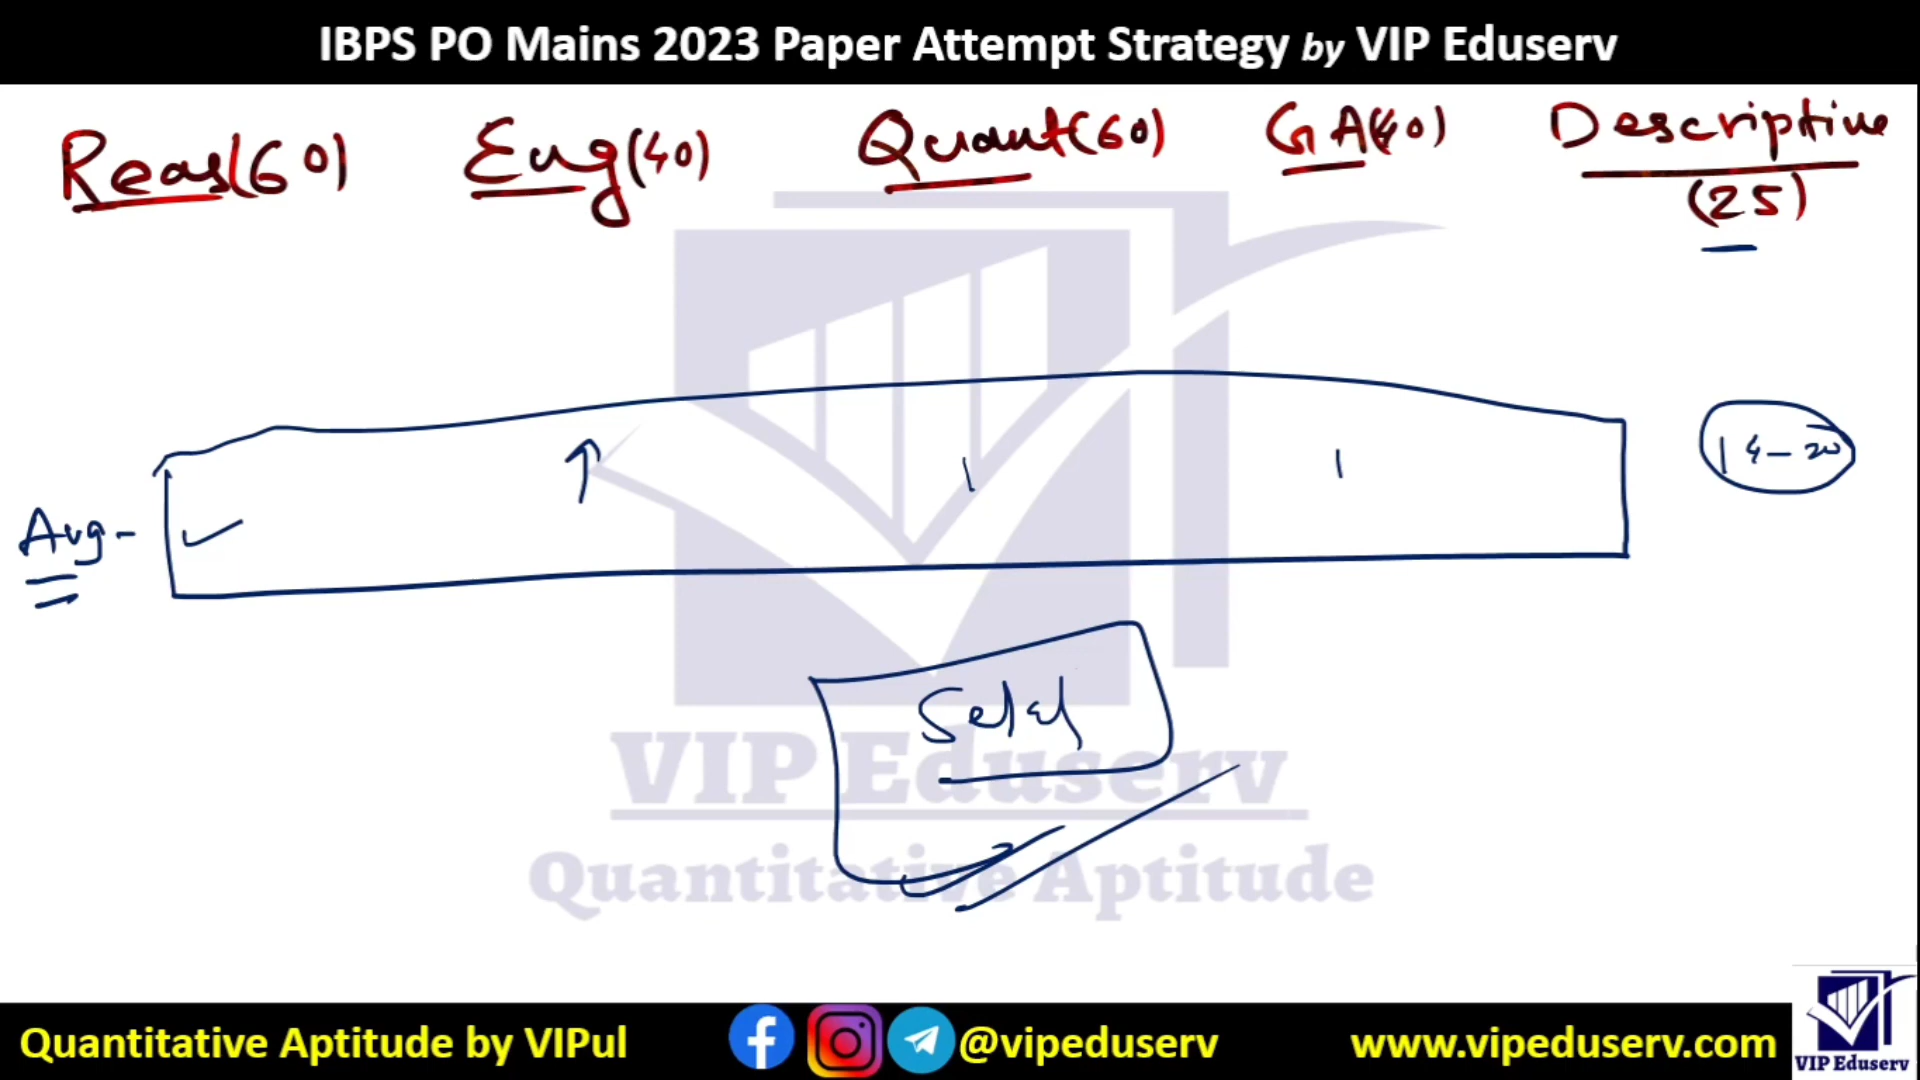 IBPS PO Mains 2023 Paper Attempt Strategy by VIP Eduserv
Reas(60) Eng(40) Quant(60) GA(40) Descriptive
(25)
14-20
Avg-
VIP Eduserv
Quantitative Aptitude
Quantitative Aptitude by VIPul @vipeduserv www.vipeduserv.com
VIP Eduserv